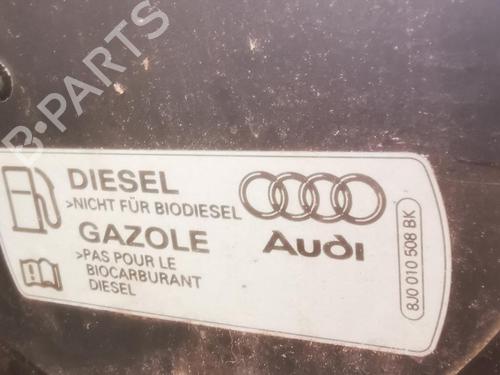 B-PARTS
DIESEL
>NICHT FÜR BIODIESEL
GAZOLE
>PAS POUR LE
BIOCARBURANT
DIESEL
Audi
8J0 010 508 BK